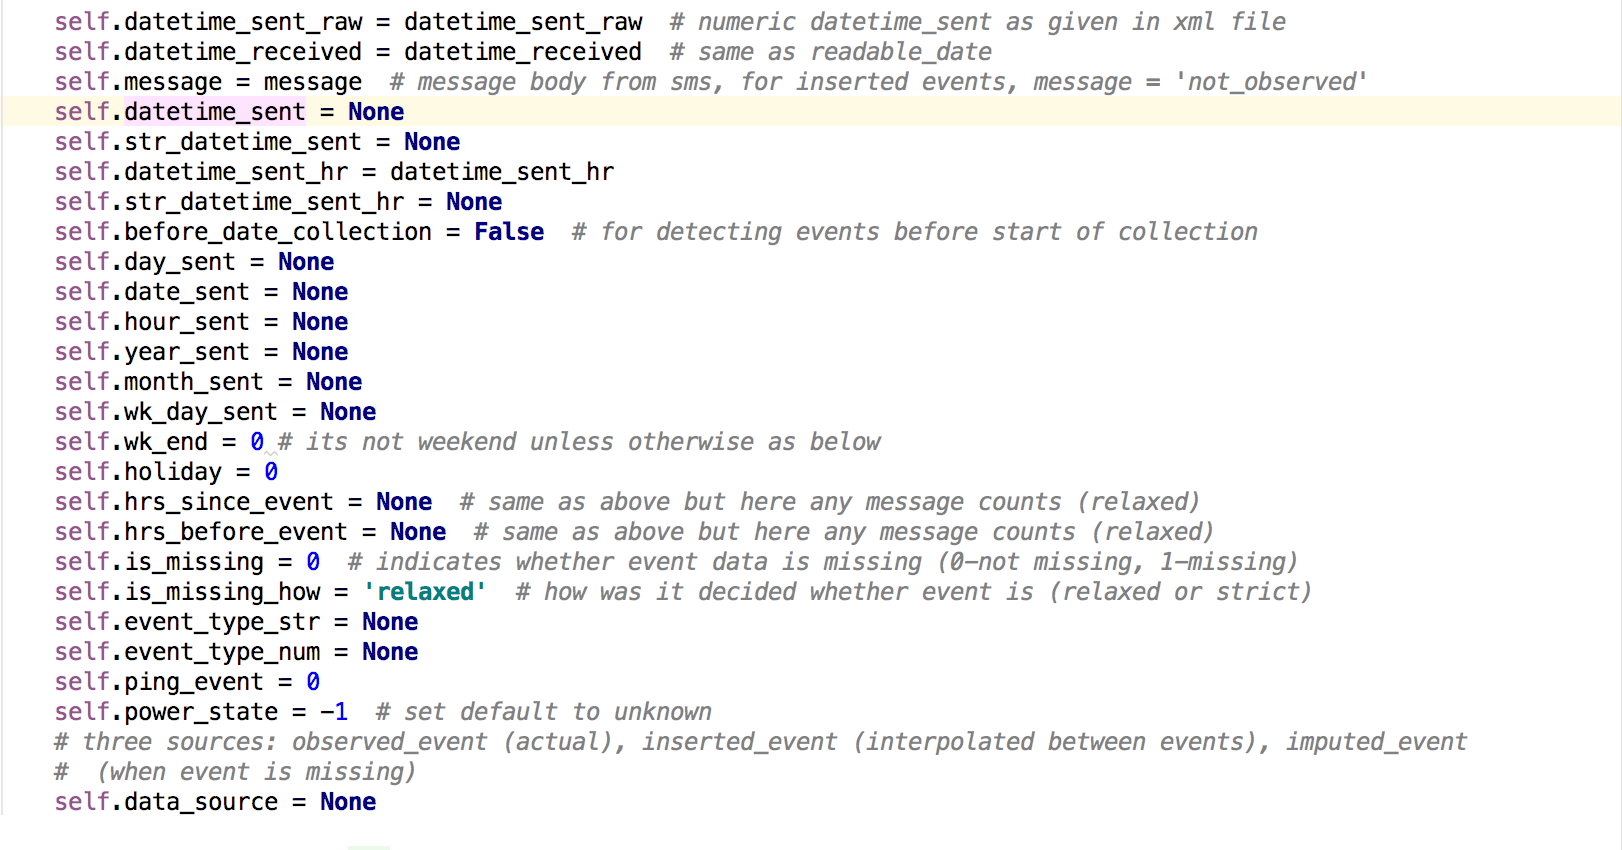 self.datetime_sent_raw = datetime_sent_raw  # numeric datetime_sent as given in xml file
self.datetime_received = datetime_received  # same as readable_date
self.message = message  # message body from sms, for inserted events, message = 'not_observed'
self.datetime_sent = None
self.str_datetime_sent = None
self.datetime_sent_hr = datetime_sent_hr
self.str_datetime_sent_hr = None
self.before_date_collection = False  # for detecting events before start of collection
self.day_sent = None
self.date_sent = None
self.hour_sent = None
self.year_sent = None
self.month_sent = None
self.wk_day_sent = None
self.wk_end = 0 # its not weekend unless otherwise as below
self.holiday = 0
self.hrs_since_event = None  # same as above but here any message counts (relaxed)
self.hrs_before_event = None  # same as above but here any message counts (relaxed)
self.is_missing = 0  # indicates whether event data is missing (0-not missing, 1-missing)
self.is_missing_how = 'relaxed'  # how was it decided whether event is (relaxed or strict)
self.event_type_str = None
self.event_type_num = None
self.ping_event = 0
self.power_state = -1  # set default to unknown
# three sources: observed_event (actual), inserted_event (interpolated between events), imputed_event
#  (when event is missing)
self.data_source = None